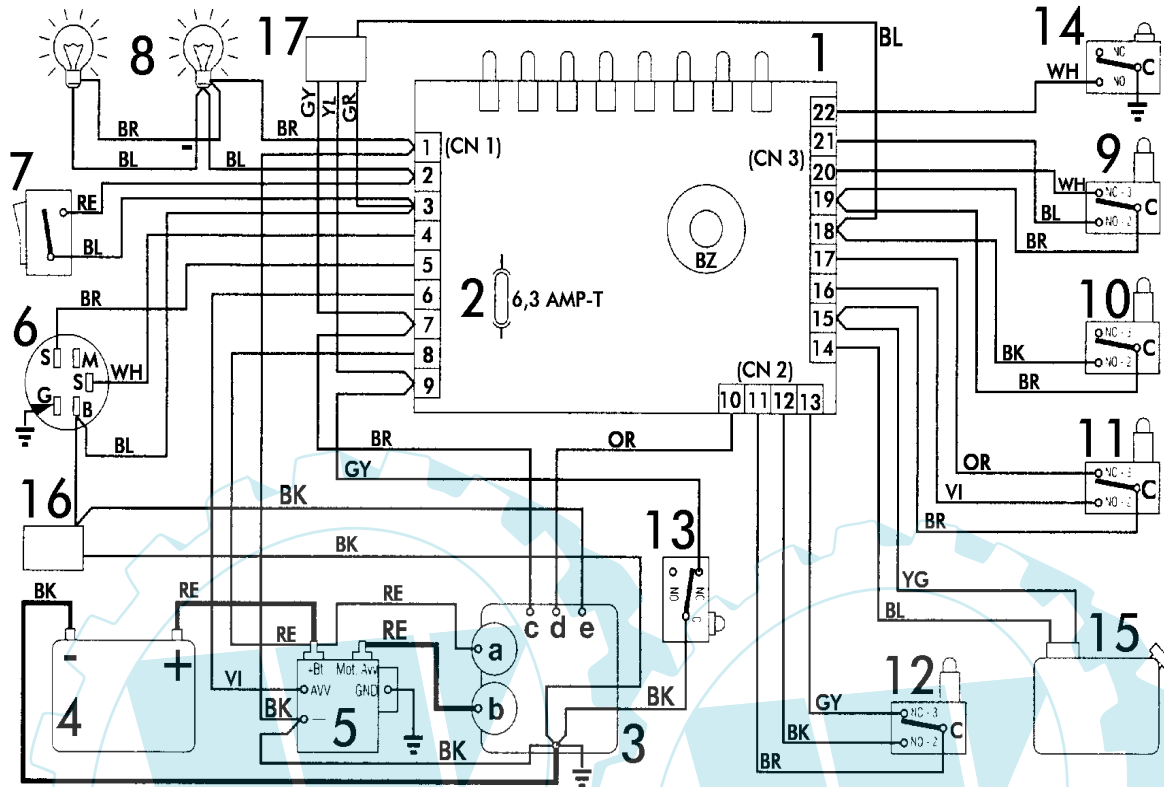 8
17
1
14
BL
NC
C
WH
NO
GY
YL
GR
BR
BR
BL
BL
7
RE
BL
1
(CN 1)
2
3
4
5
6
7
8
9
22
21
(CN 3)
20
19
18
17
16
15
14
BZ
2
6,3 AMP-T
9
WH
NC - 3
C
BL
NO - 2
BR
10
NC - 3
C
BK
NO - 2
BR
6
BR
S
M
S
WH
G
B
BL
(CN 2)
10
11
12
13
BR
OR
GY
11
OR
NC - 3
C
VI
NO - 2
BR
16
BK
BK
13
NO
NC
C
BK
YG
BL
15
BK
RE
-
+
4
RE
RE
RE
+Bt
Mot. Avv
VI
AVV
GND
BK
—
5
BK
a
b
c
d
e
3
12
GY
NC - 3
C
BK
NO - 2
BR